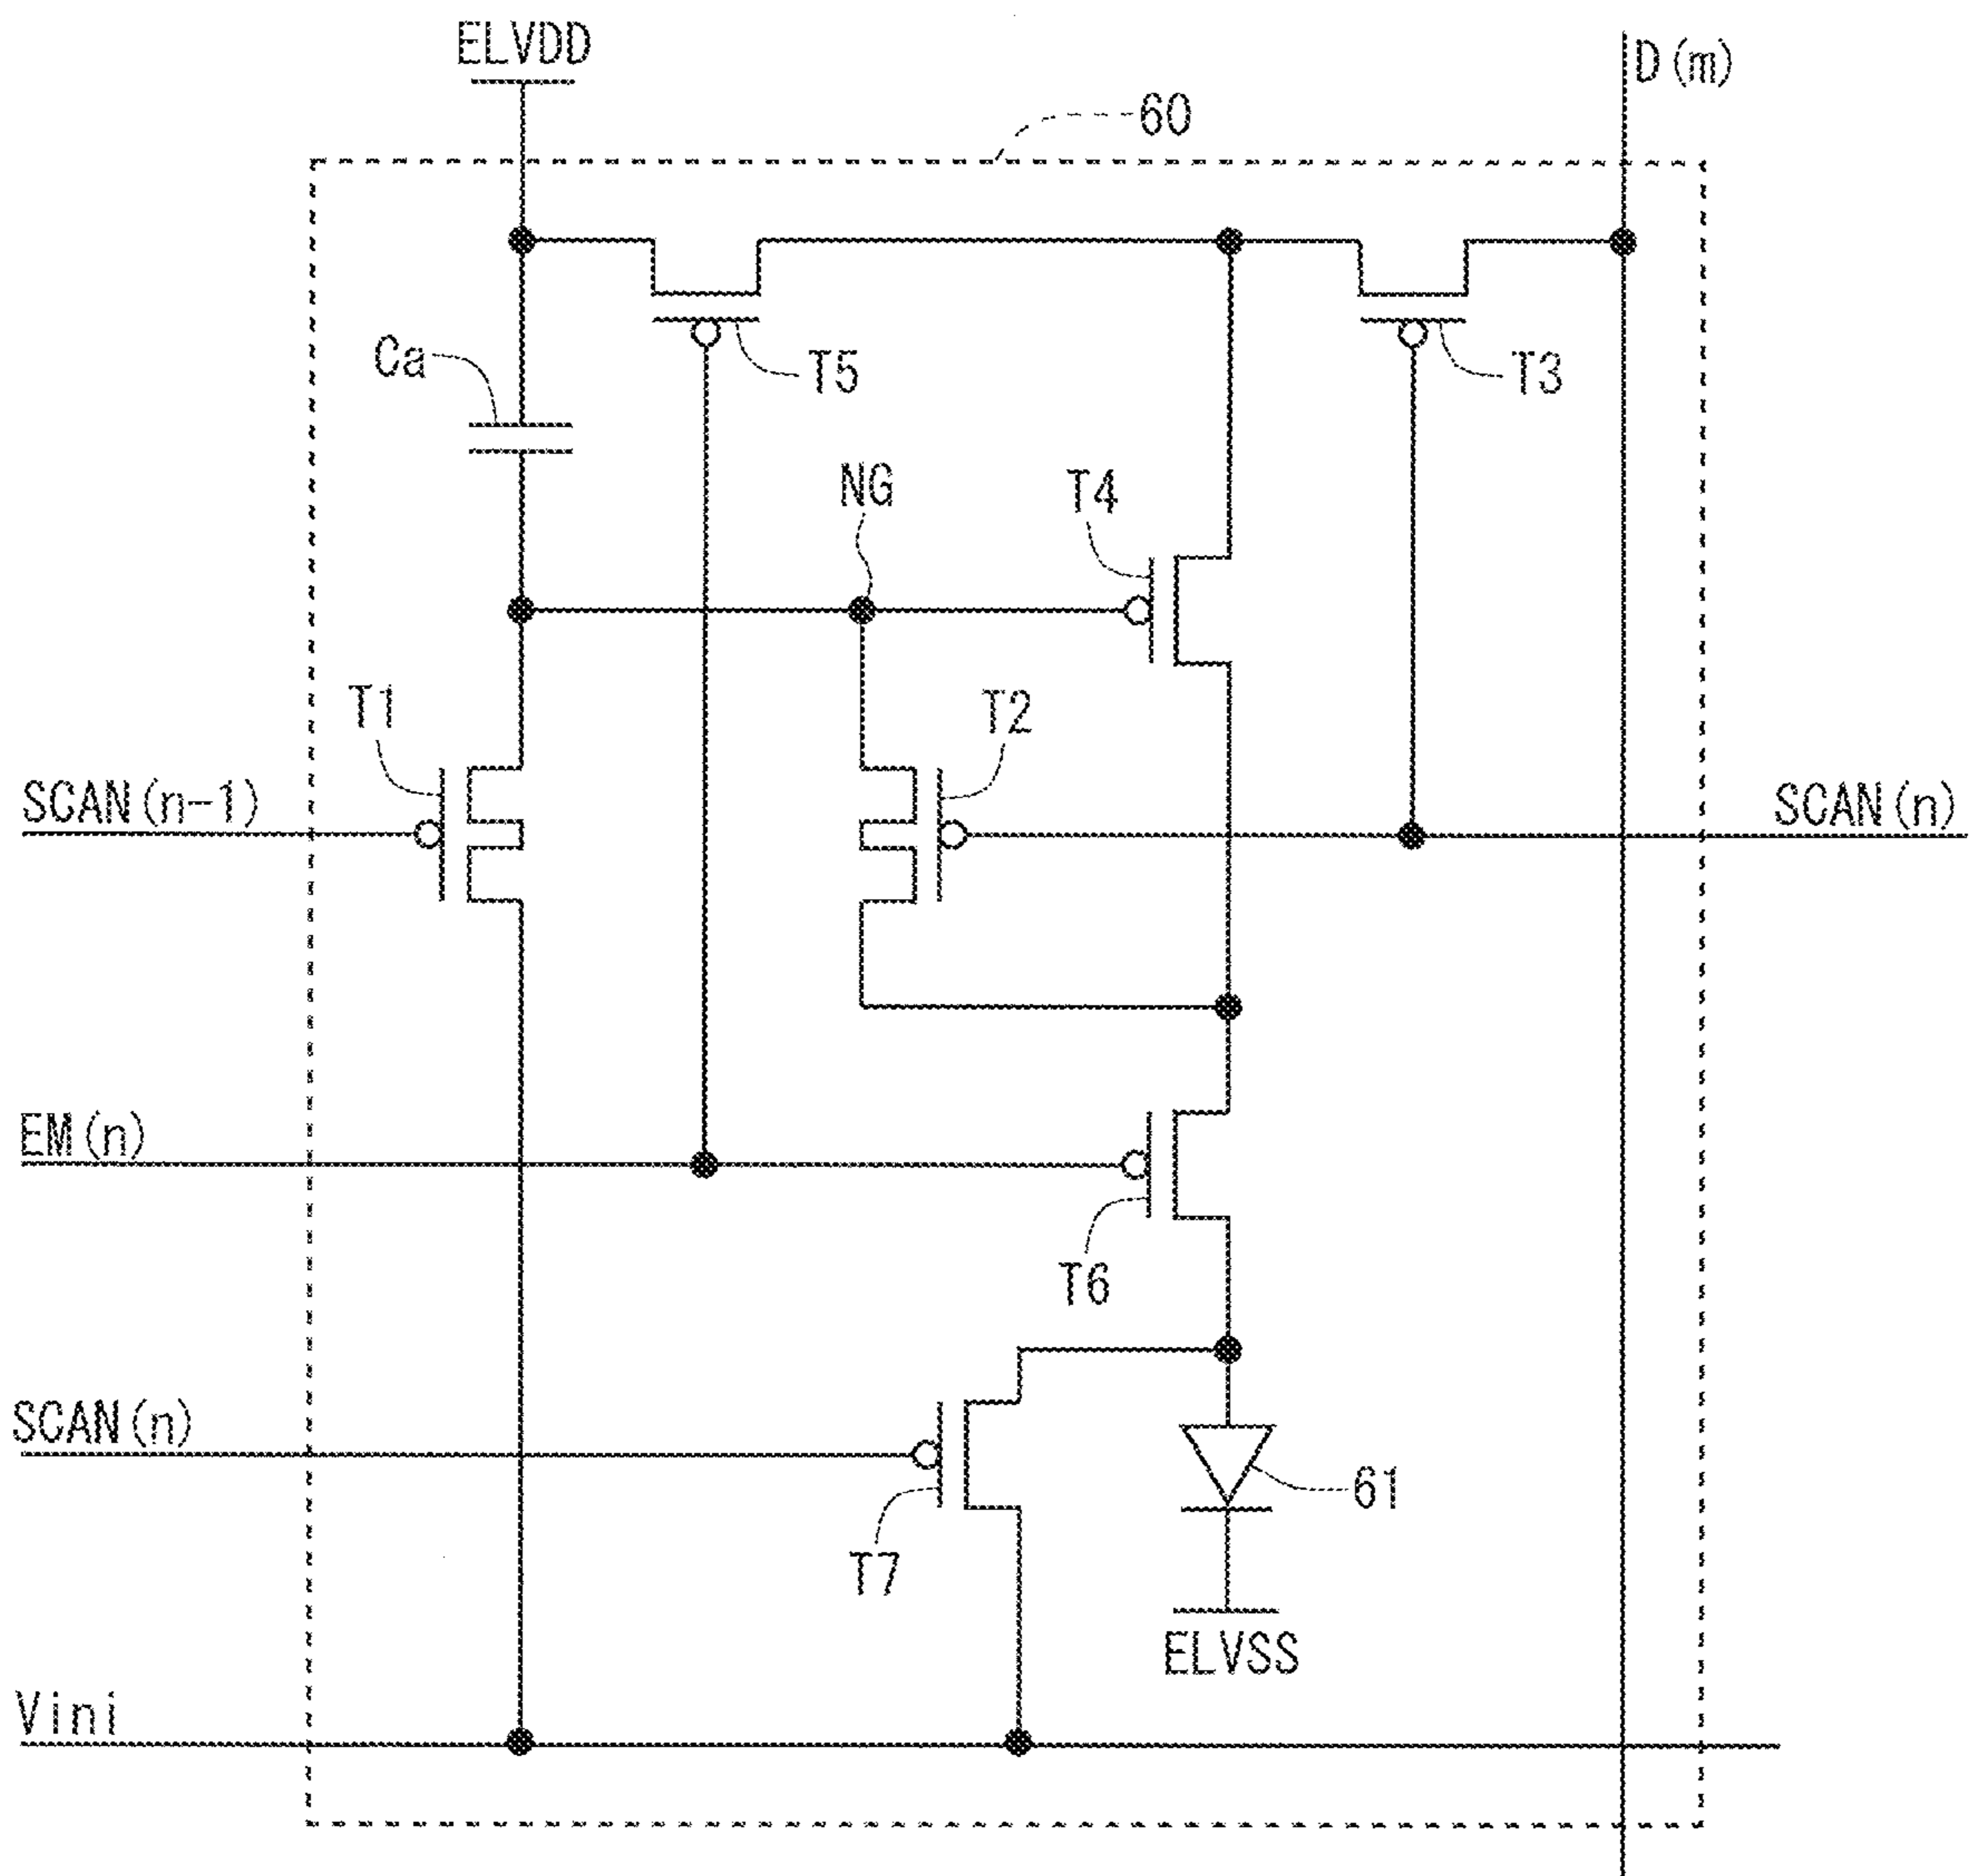 ELVDD
D(m)
60
Ca
T5
T3
NG
T4
T1
T2
SCAN(n-1)
SCAN(n)
EM(n)
T6
SCAN(n)
61
T7
ELVSS
Vini